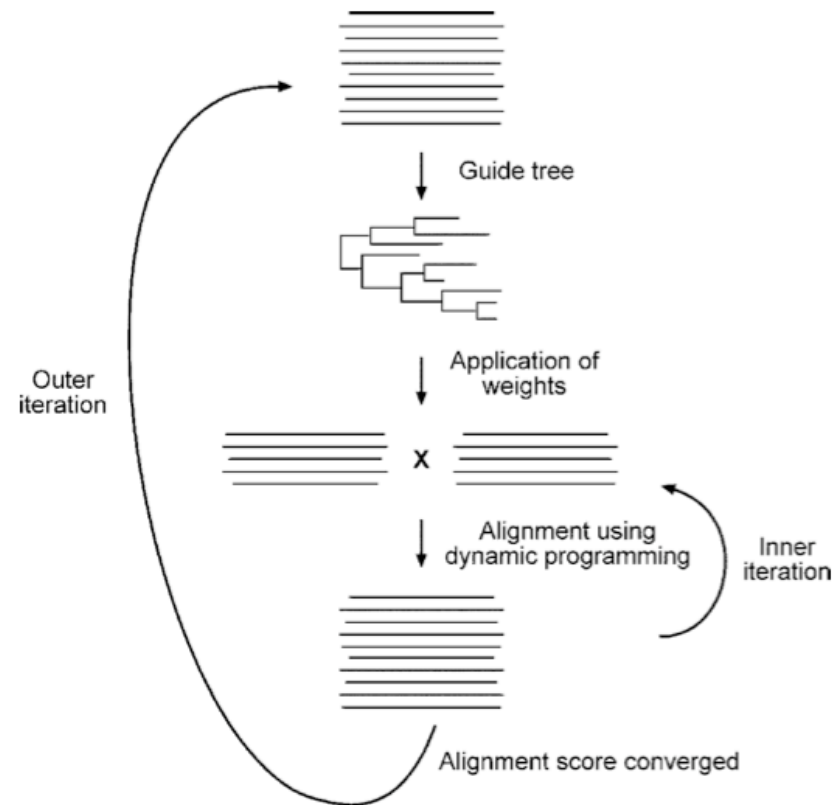 Guide tree
Application of
weights
Outer
iteration
X
Alignment using
dynamic programming
Inner
iteration
Alignment score converged